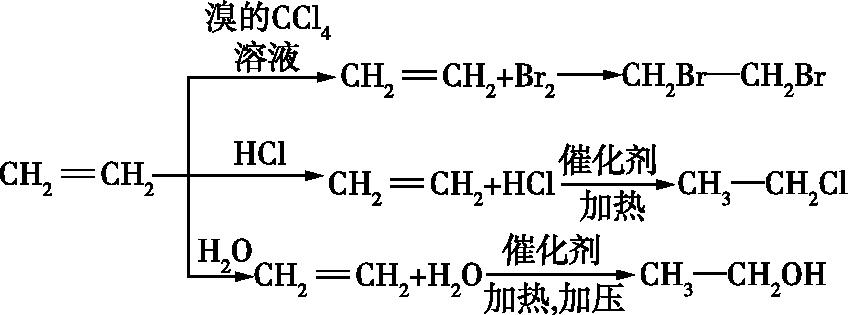 溴的CCl₄
溶液
CH₂=CH₂+Br₂→CH₂Br—CH₂Br
CH₂=CH₂
HCl
CH₂=CH₂+HCl
催化剂
加热
CH₃—CH₂Cl
H₂O
CH₂=CH₂+H₂O
催化剂
加热,加压
CH₃—CH₂OH